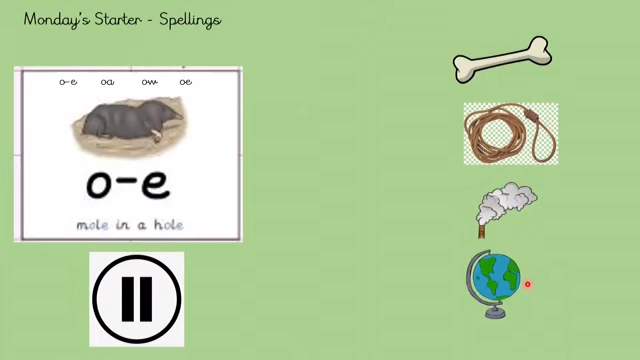 Monday's Starter - Spellings
o-e oa ow oe
o-e
mole in a hole